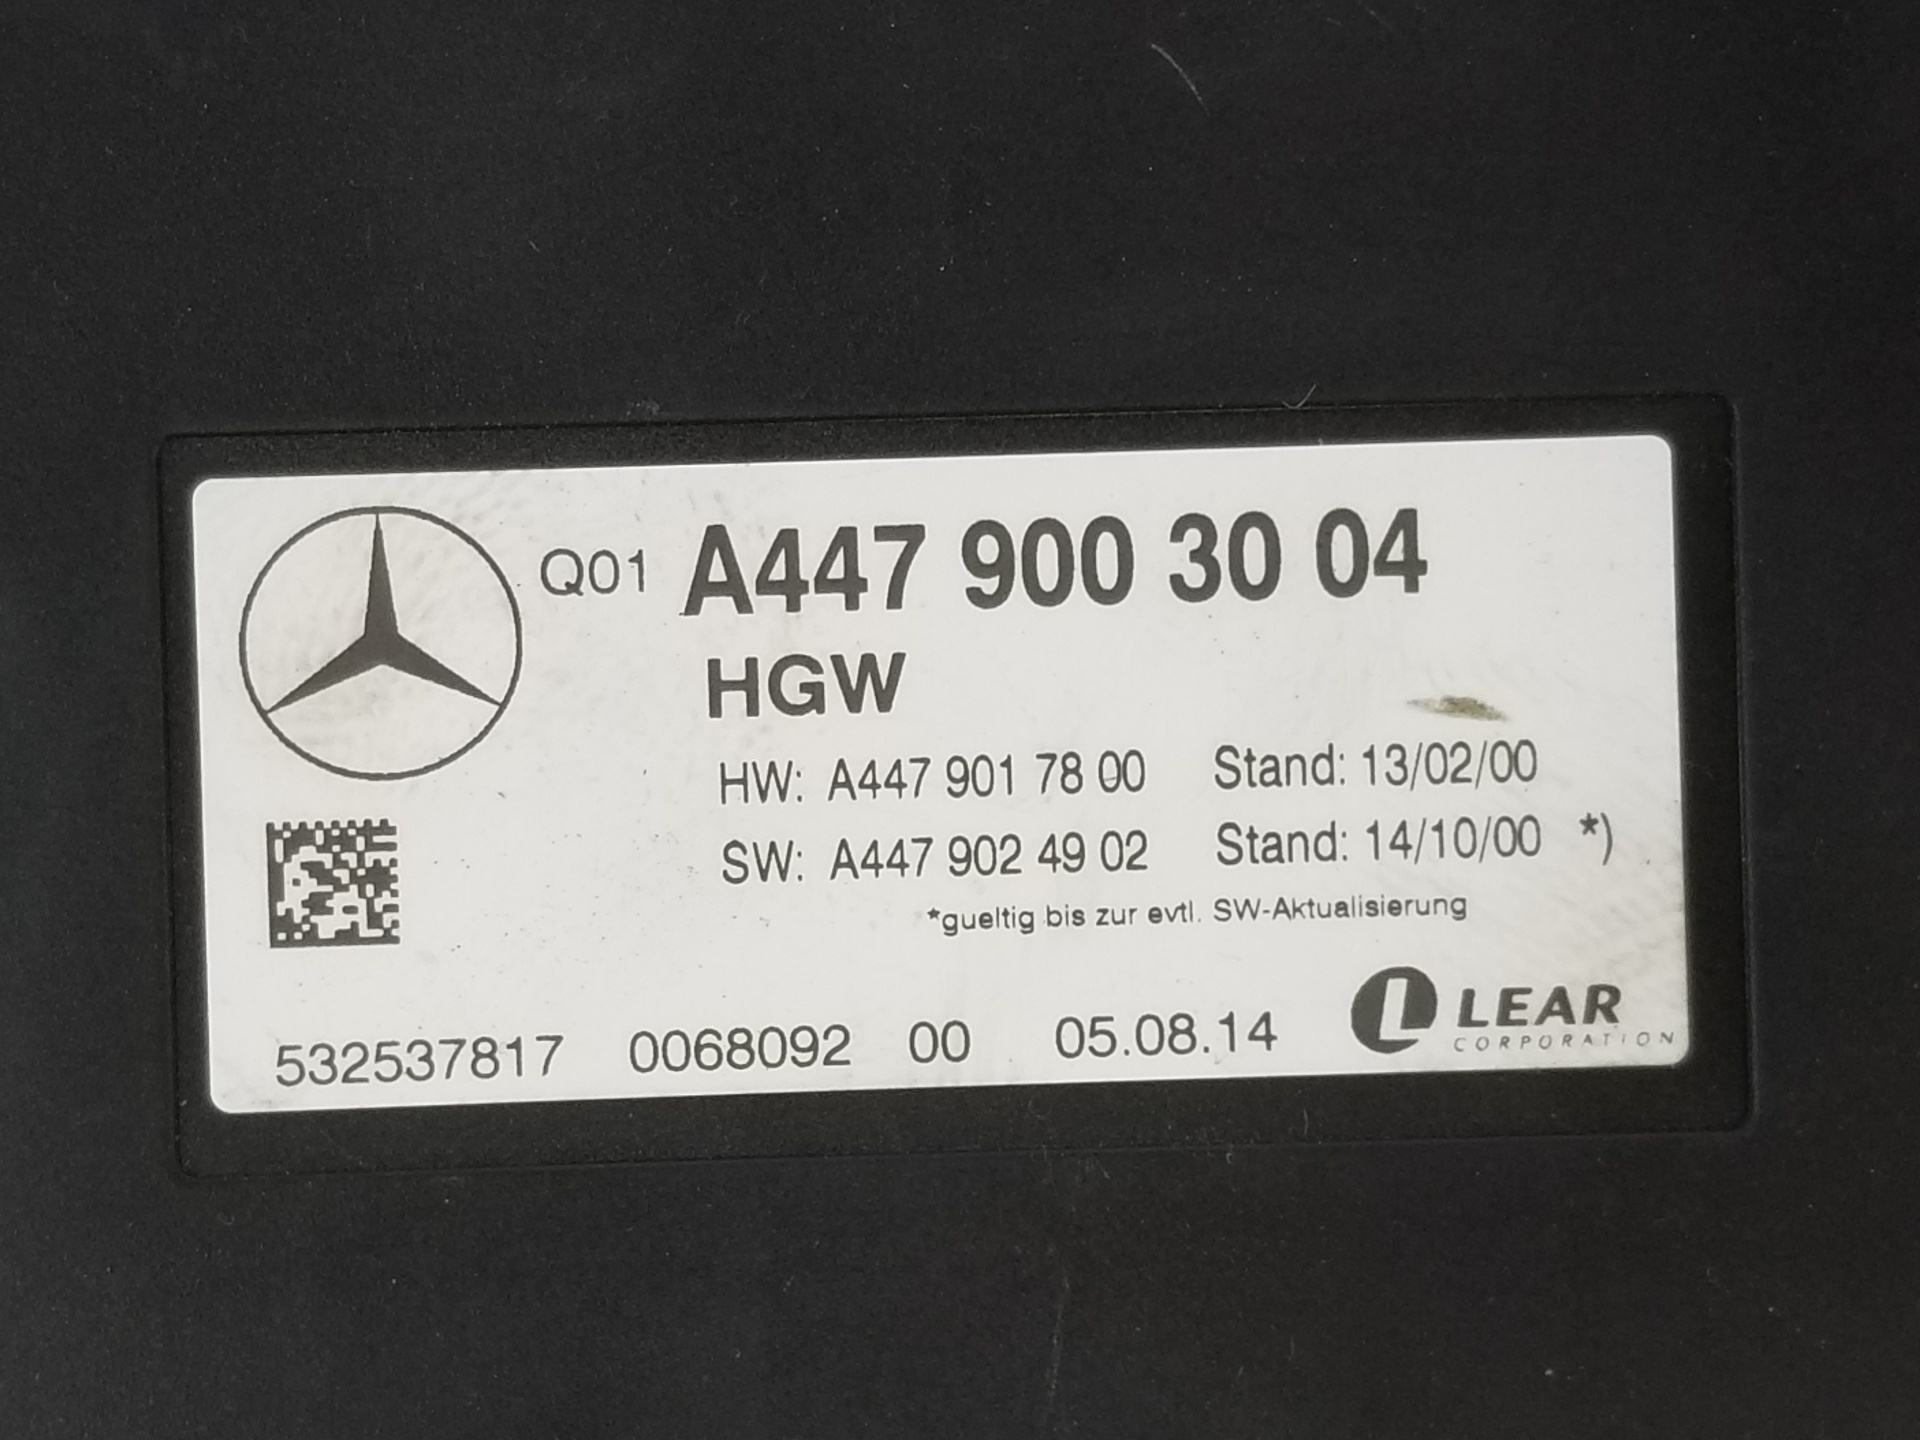 Q01 A447 900 30 04
HGW
HW: A447 901 78 00 Stand: 13/02/00
SW: A447 902 49 02 Stand: 14/10/00 *)
*gueltig bis zur evtl. SW-Aktualisierung
532537817 0068092 00 05.08.14
LEAR
CORPORATION